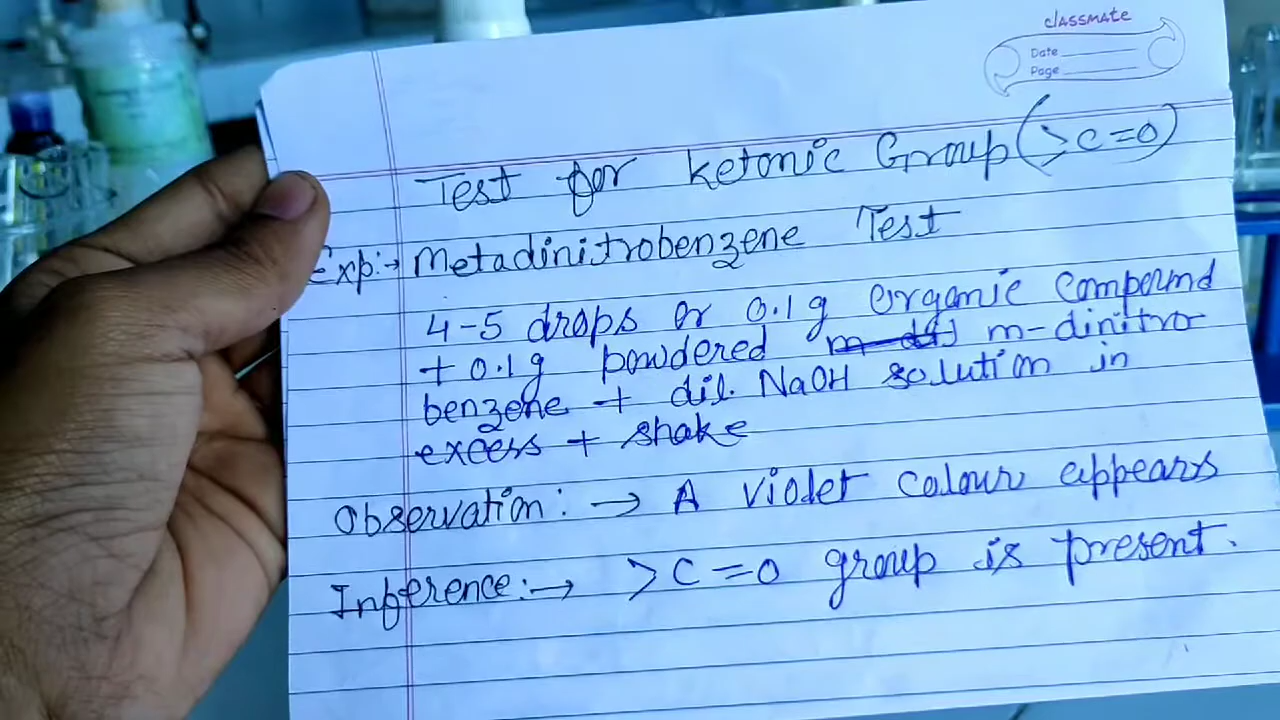 classmate
Date
Page
Test for ketonic Group (>C=O)
Exp:→ Metadinitrobenzene Test
4-5 drops or 0.1g organic compound
+ 0.1g powdered m-dinitro
benzene + dil. NaOH solution in
excess + shake
Observation:→ A violet colour appears
Inference:→ >C=O group is present.